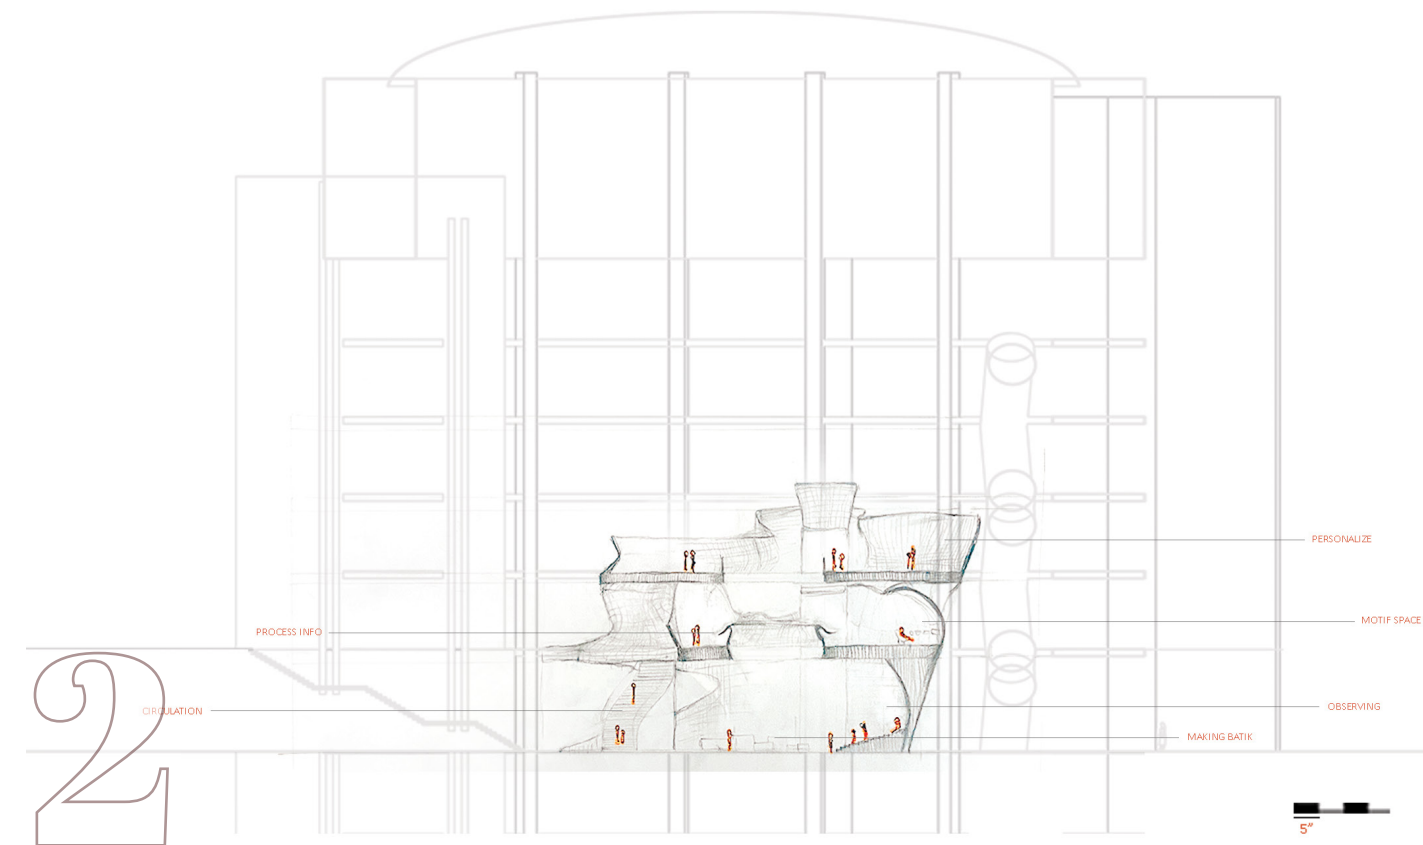 PERSONALIZE
MOTIF SPACE
PROCESS INFO
OBSERVING
CIRCULATION
MAKING BATIK
2
5"